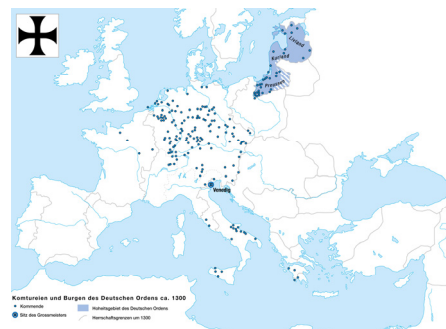 Livland
Kurland
Preussen
Venedig
Komtureien und Burgen des Deutschen Ordens ca. 1300
Kommende
Hoheitsgebiet des Deutschen Ordens
Sitz des Grossmeisters
Herrschaftsgrenzen um 1300